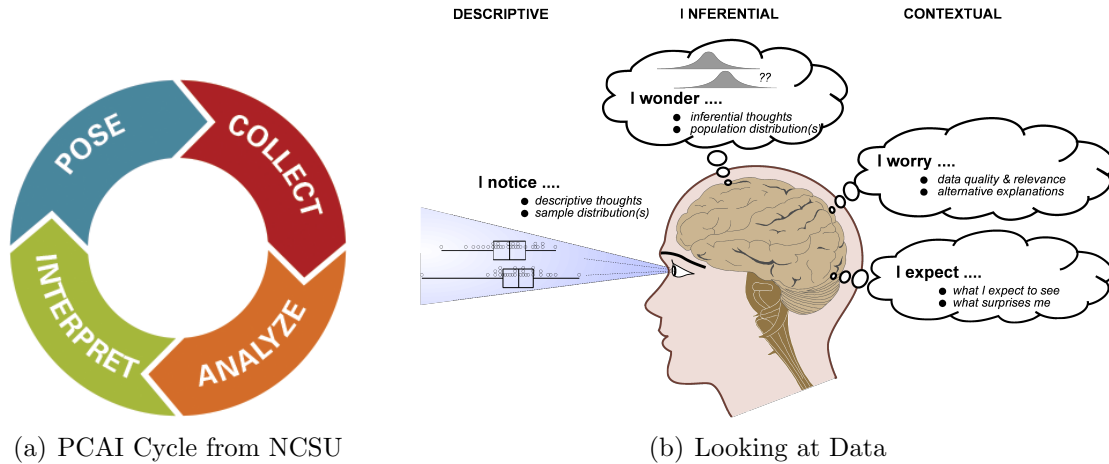 POSE
COLLECT
ANALYZE
INTERPRET
(a) PCAI Cycle from NCSU
DESCRIPTIVE
I NFERENTIAL
CONTEXTUAL
??
I wonder ....
● inferential thoughts
● population distribution(s)
I notice ....
● descriptive thoughts
● sample distribution(s)
I worry ....
● data quality & relevance
● alternative explanations
I expect ....
● what I expect to see
● what surprises me
(b) Looking at Data